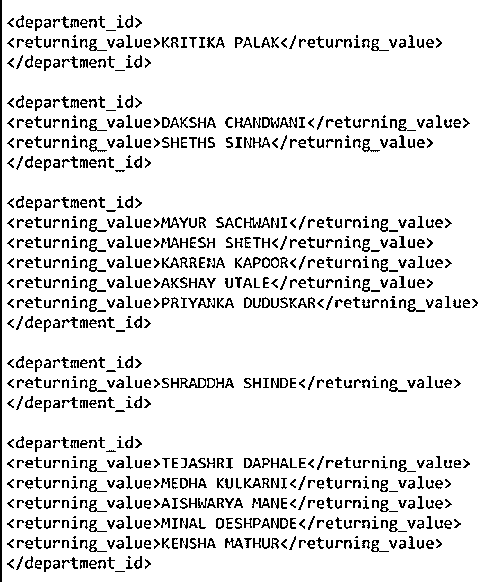 <department_id>
<returning_value>KRITIKA PALAK</returning_value>
</department_id>
<department_id>
<returning_value>DAKSHA CHANDWANI</returning_value>
<returning_value>SHETHS SINHA</returning_value>
</department_id>
<department_id>
<returning_value>MAYUR SACHWANI</returning_value>
<returning_value>MAHESH SHETH</returning_value>
<returning_value>KARRENA KAPOOR</returning_value>
<returning_value>AKSHAY UTALE</returning_value>
<returning_value>PRIYANKA DUDUSKAR</returning_value>
</department_id>
<department_id>
<returning_value>SHRADDHA SHINDE</returning_value>
</department_id>
<department_id>
<returning_value>TEJASHRI DAPHALE</returning_value>
<returning_value>MEDHA KULKARNI</returning_value>
<returning_value>AISHWARYA MANE</returning_value>
<returning_value>MINAL DESHPANDE</returning_value>
<returning_value>KENSHA MATHUR</returning_value>
</department_id>